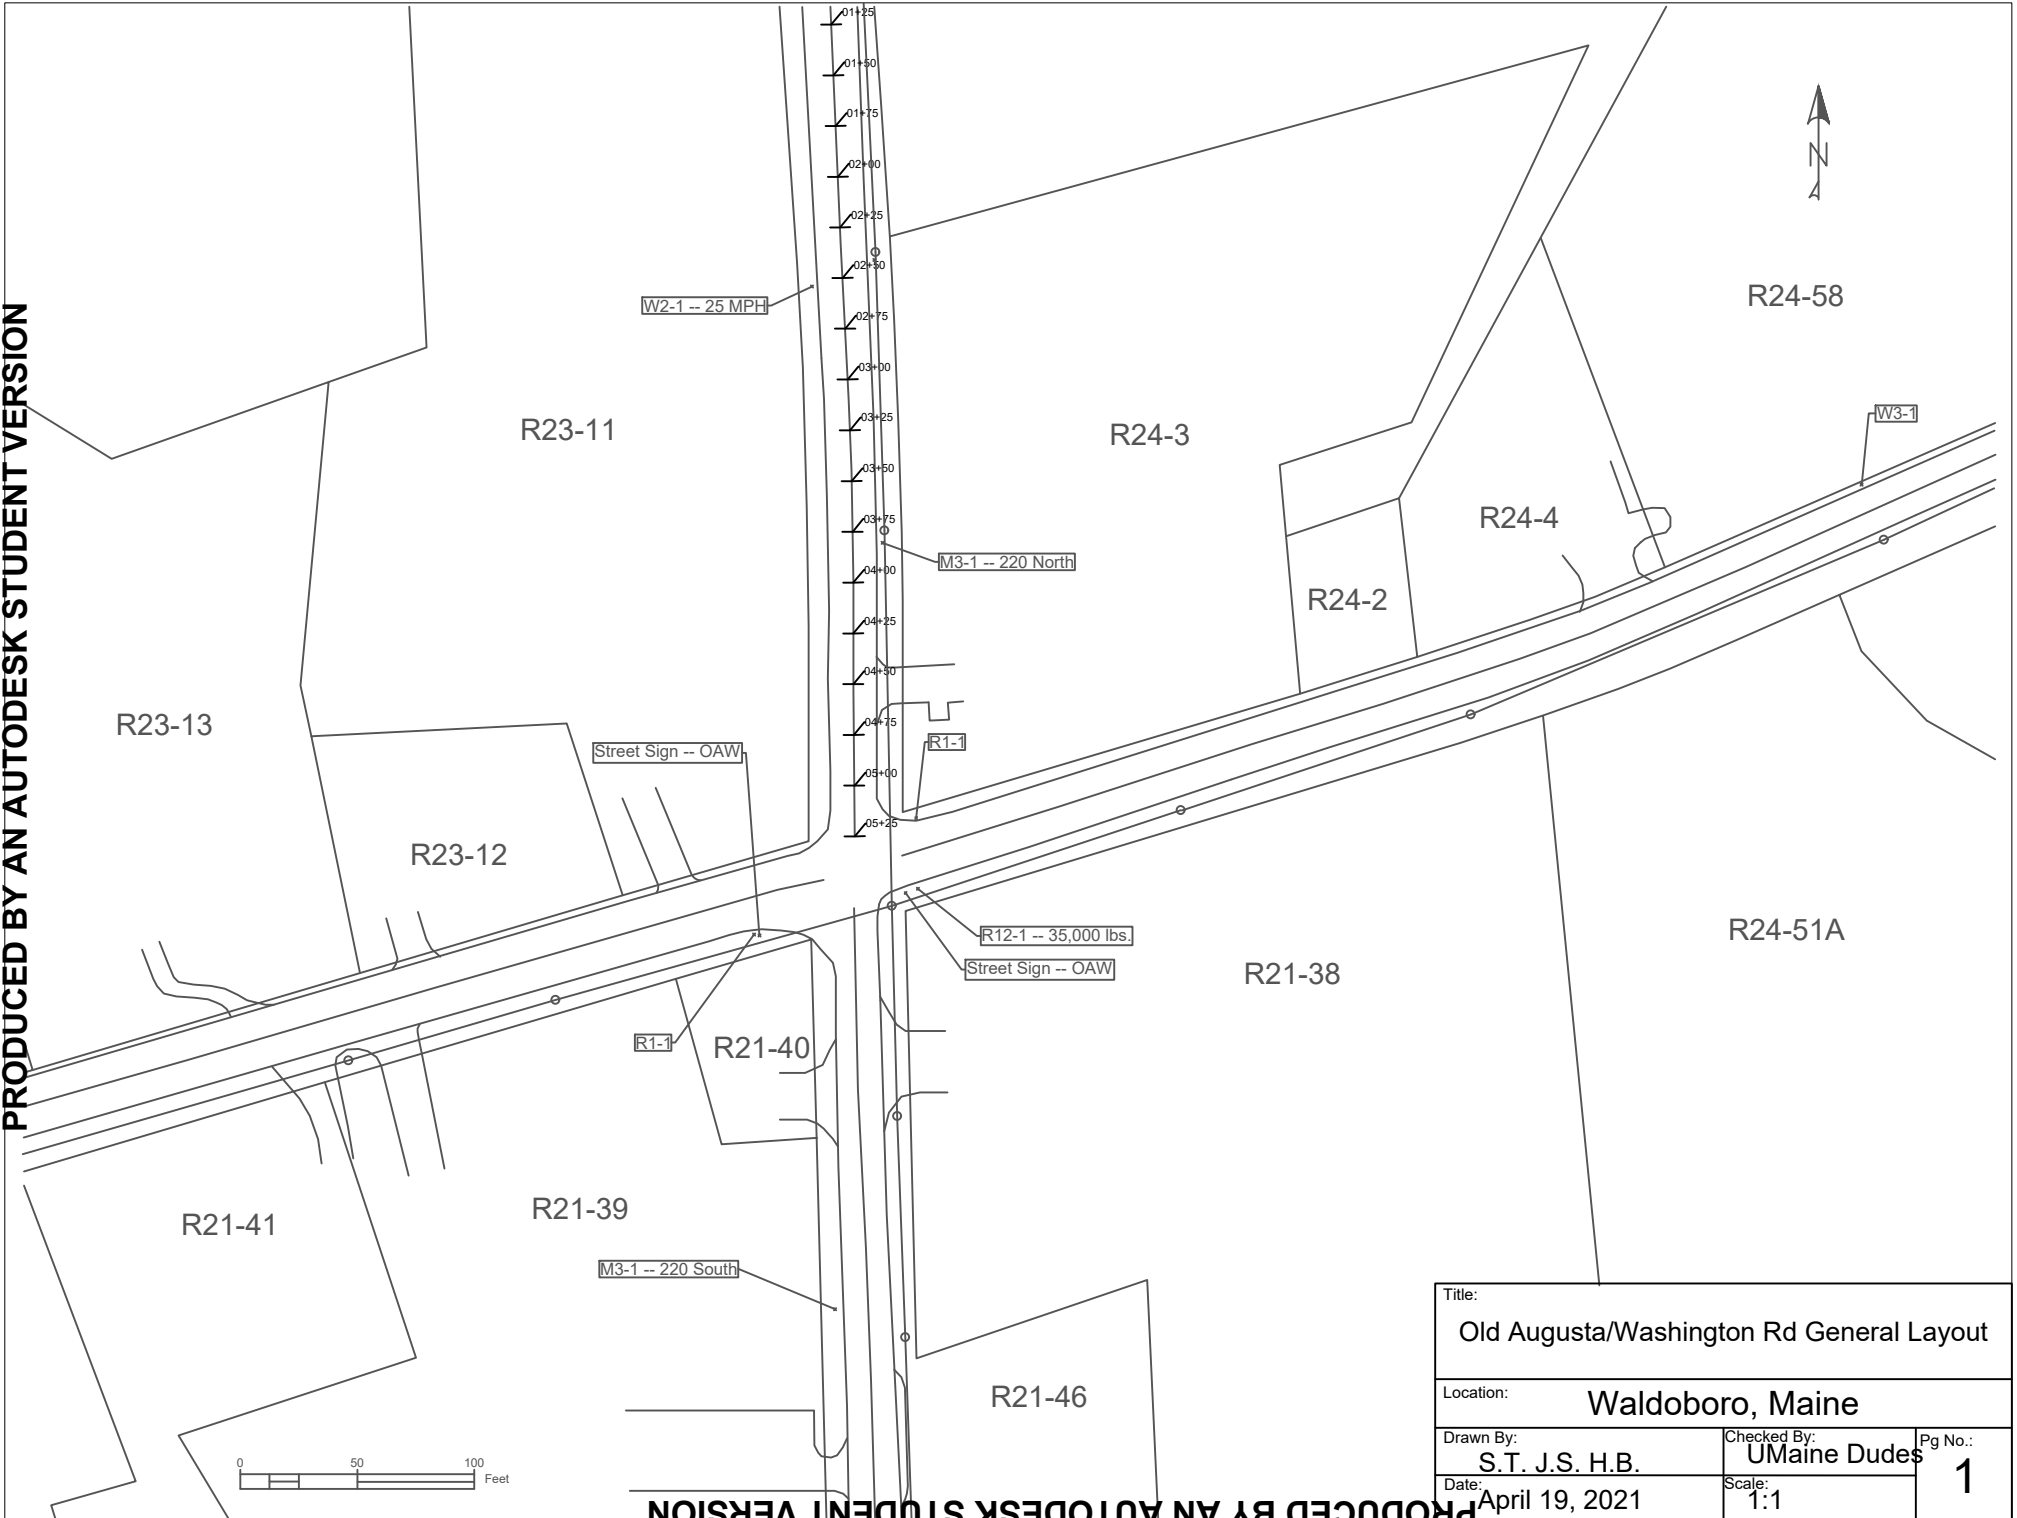 01+25
01+50
01+75
02+00
02+25
02+50
02+75
03+00
03+25
03+50
03+75
04+00
04+25
04+50
04+75
05+00
05+25
N
W2-1 -- 25 MPH
R24-58
R23-11
R24-3
W3-1
R24-4
M3-1 -- 220 North
R24-2
R23-13
Street Sign -- OAW
R1-1
R23-12
R12-1 -- 35,000 lbs.
Street Sign -- OAW
R24-51A
R21-38
R1-1
R21-40
R21-41
R21-39
M3-1 -- 220 South
R21-46
0 50 100
Feet
Title:
Old Augusta/Washington Rd General Layout
Location:
Waldoboro, Maine
Drawn By:
S.T. J.S. H.B.
Checked By:
UMaine Dudes
Pg No.:
1
Date:
April 19, 2021
Scale:
1:1
PRODUCED BY AN AUTODESK STUDENT VERSION
PRODUCED BY AN AUTODESK STUDENT VERSION